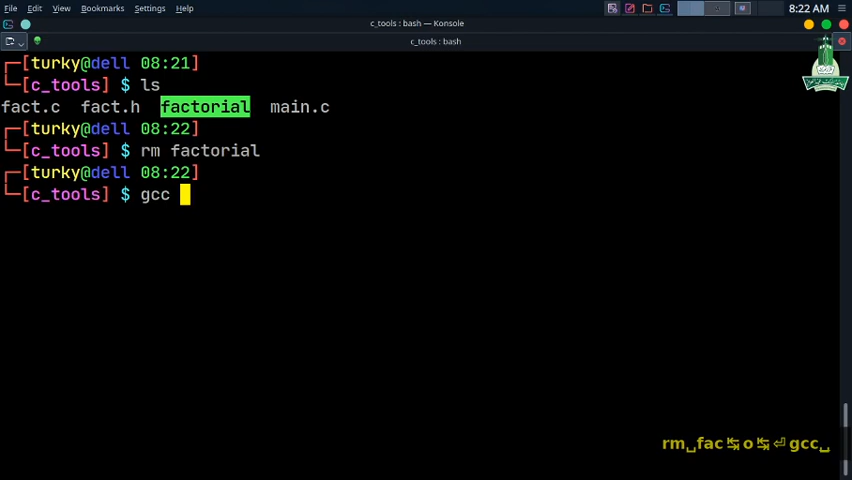 File Edit View Bookmarks Settings Help
8:22 AM
c_tools : bash — Konsole
c_tools : bash
┌─[turky@dell 08:21]
└─[c_tools] $ ls
fact.c fact.h factorial main.c
┌─[turky@dell 08:22]
└─[c_tools] $ rm factorial
┌─[turky@dell 08:22]
└─[c_tools] $ gcc
rm␣fac↹o↹⏎gcc␣